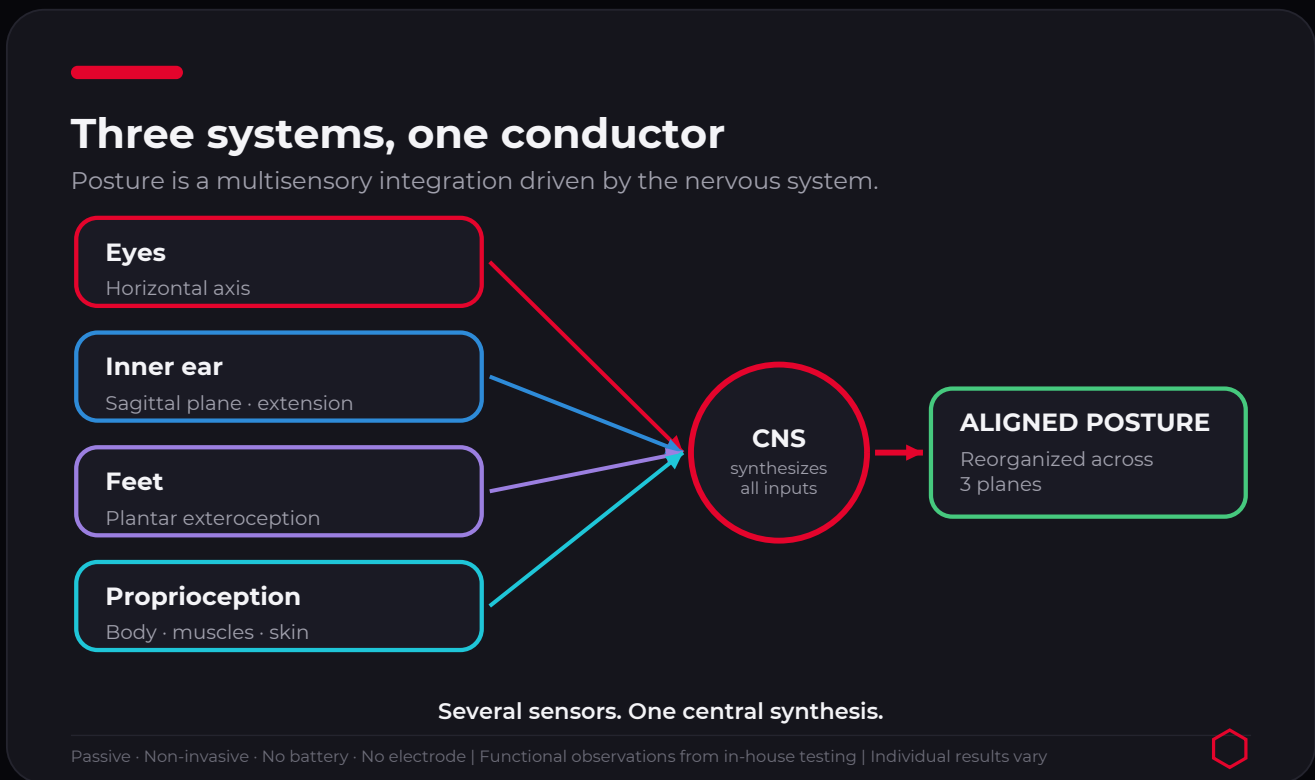 Three systems, one conductor
Posture is a multisensory integration driven by the nervous system.
Eyes
Horizontal axis
Inner ear
Sagittal plane · extension
Feet
Plantar exteroception
Proprioception
Body · muscles · skin
CNS
synthesizes
all inputs
ALIGNED POSTURE
Reorganized across
3 planes
Several sensors. One central synthesis.
Passive · Non-invasive · No battery · No electrode | Functional observations from in-house testing | Individual results vary